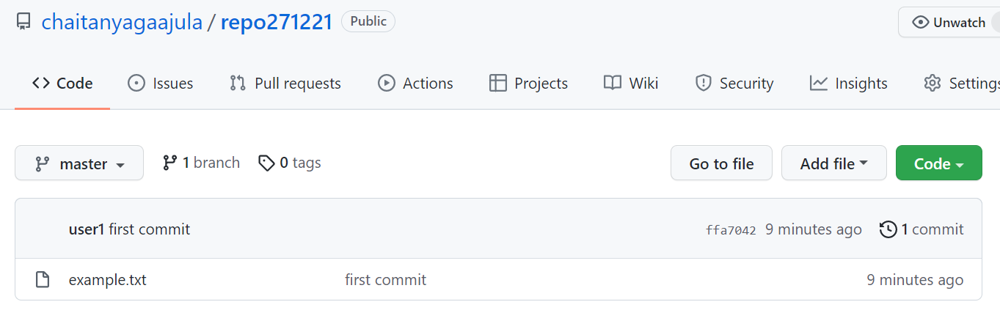 chaitanyagaajula / repo271221 Public Unwatch
Code Issues Pull requests Actions Projects Wiki Security Insights Settings
master 1 branch 0 tags Go to file Add file Code
user1 first commit ffa7042 9 minutes ago 1 commit
example.txt first commit 9 minutes ago